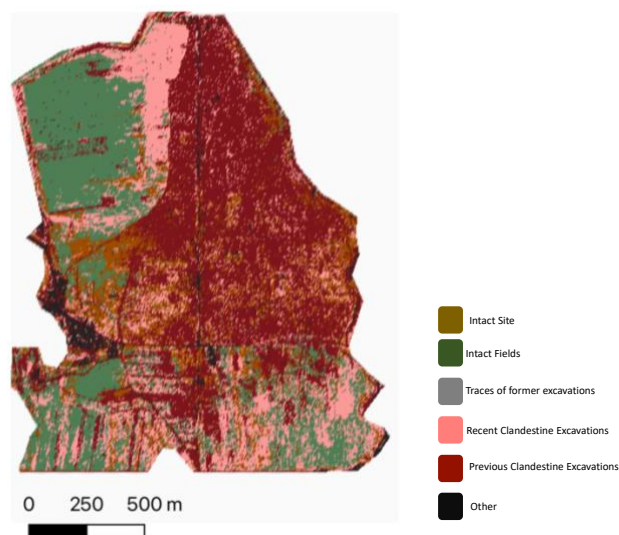 Intact Site
Intact Fields
Traces of former excavations
Recent Clandestine Excavations
Previous Clandestine Excavations
Other
0 250 500 m